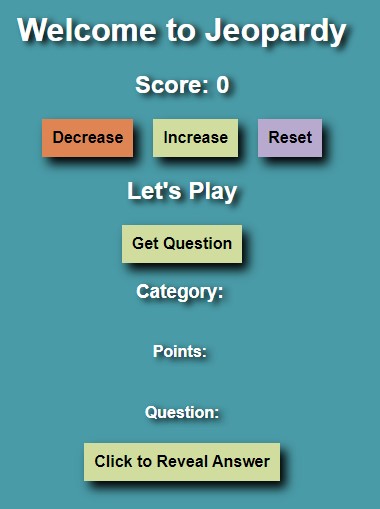 Welcome to Jeopardy
Score: 0
Decrease Increase Reset
Let's Play
Get Question
Category:
Points:
Question:
Click to Reveal Answer